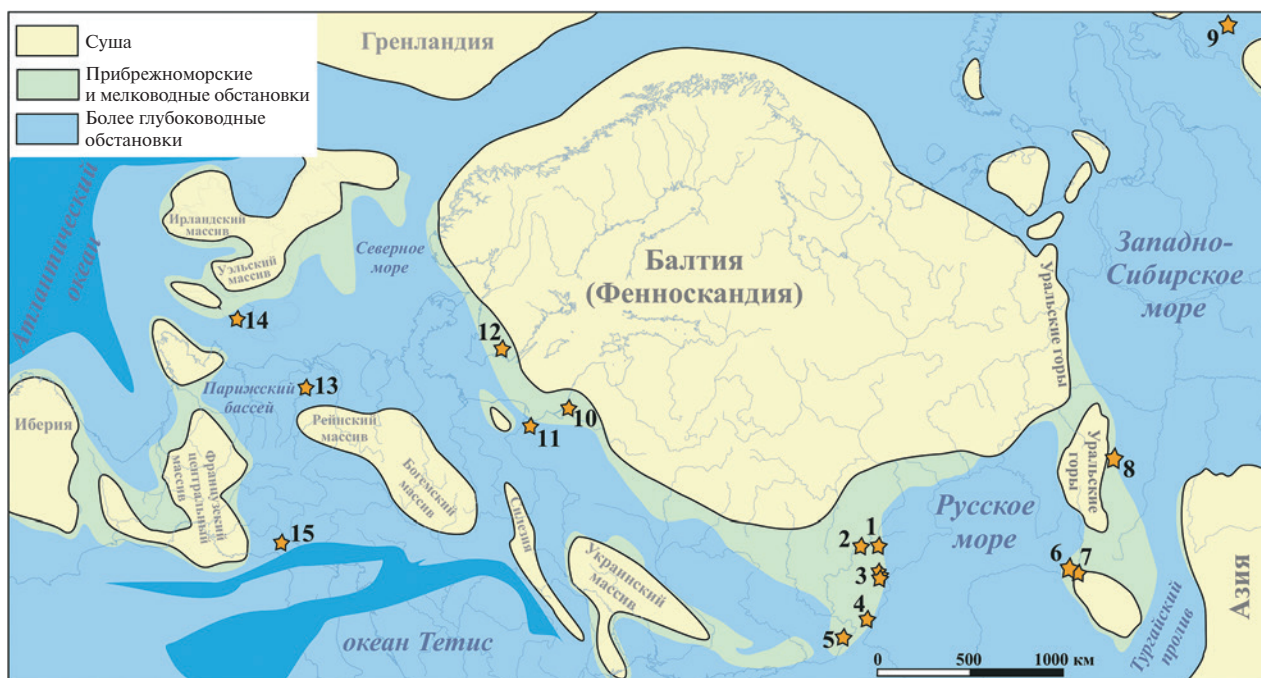 Суша
Прибрежноморские
и мелководные обстановки
Более глубоководные
обстановки
Гренландия
9
Атлантический
океан
Ирландский
массив
Уэльский
массив
Северное
море
Балтия
(Фенноскандия)
Уральские горы
Западно-
Сибирское
море
14
12
13
Парижский
бассей
10
11
Иберия
Французский
центральный
массив
Рейнский
массив
Богемский
массив
Силезия
Украинский
массив
Уральские
горы
8
Русское
море
1
2
3
4
5
6
7
15
океан Тетис
Тургайский
пролив
Азия
0
500
1000 км